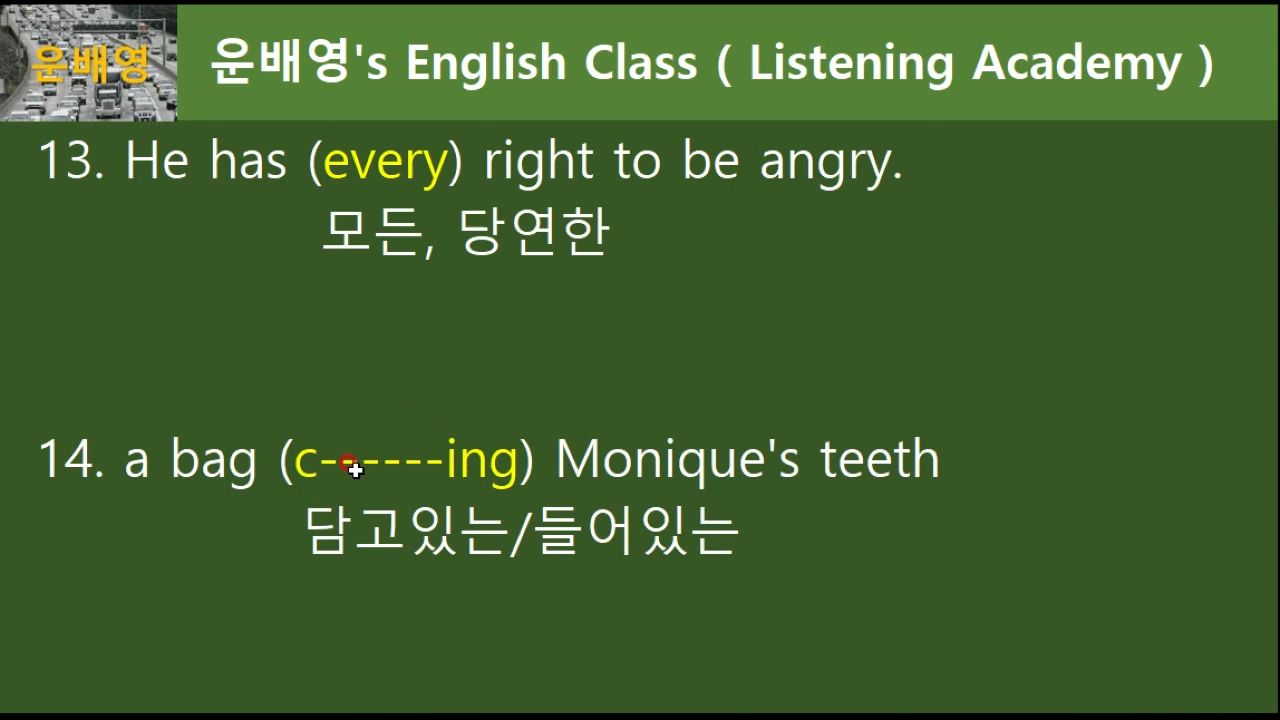 운배영
운배영's English Class ( Listening Academy )
13. He has (every) right to be angry.
모든, 당연한
14. a bag (c------ing) Monique's teeth
담고있는/들어있는